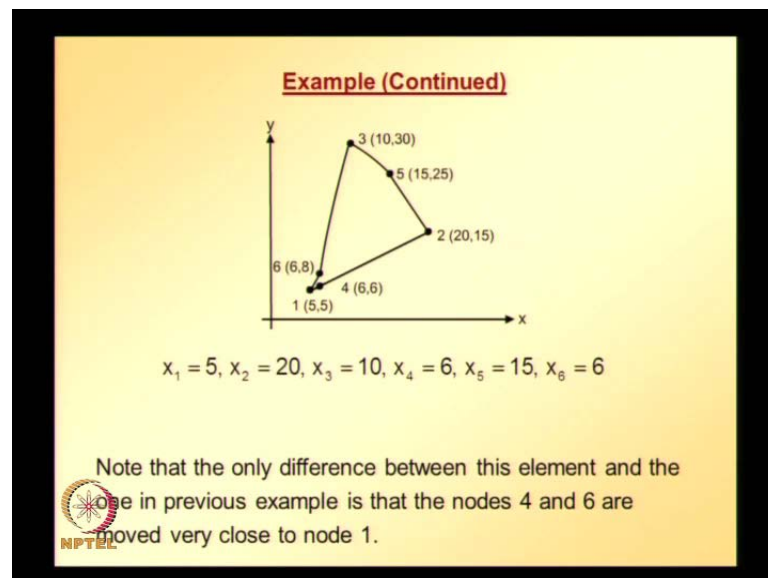 Example (Continued)
y
3 (10,30)
5 (15,25)
2 (20,15)
6 (6,8)
4 (6,6)
1 (5,5)
x
x₁ = 5, x₂ = 20, x₃ = 10, x₄ = 6, x₅ = 15, x₆ = 6
Note that the only difference between this element and the
one in previous example is that the nodes 4 and 6 are
moved very close to node 1.
NPTEL